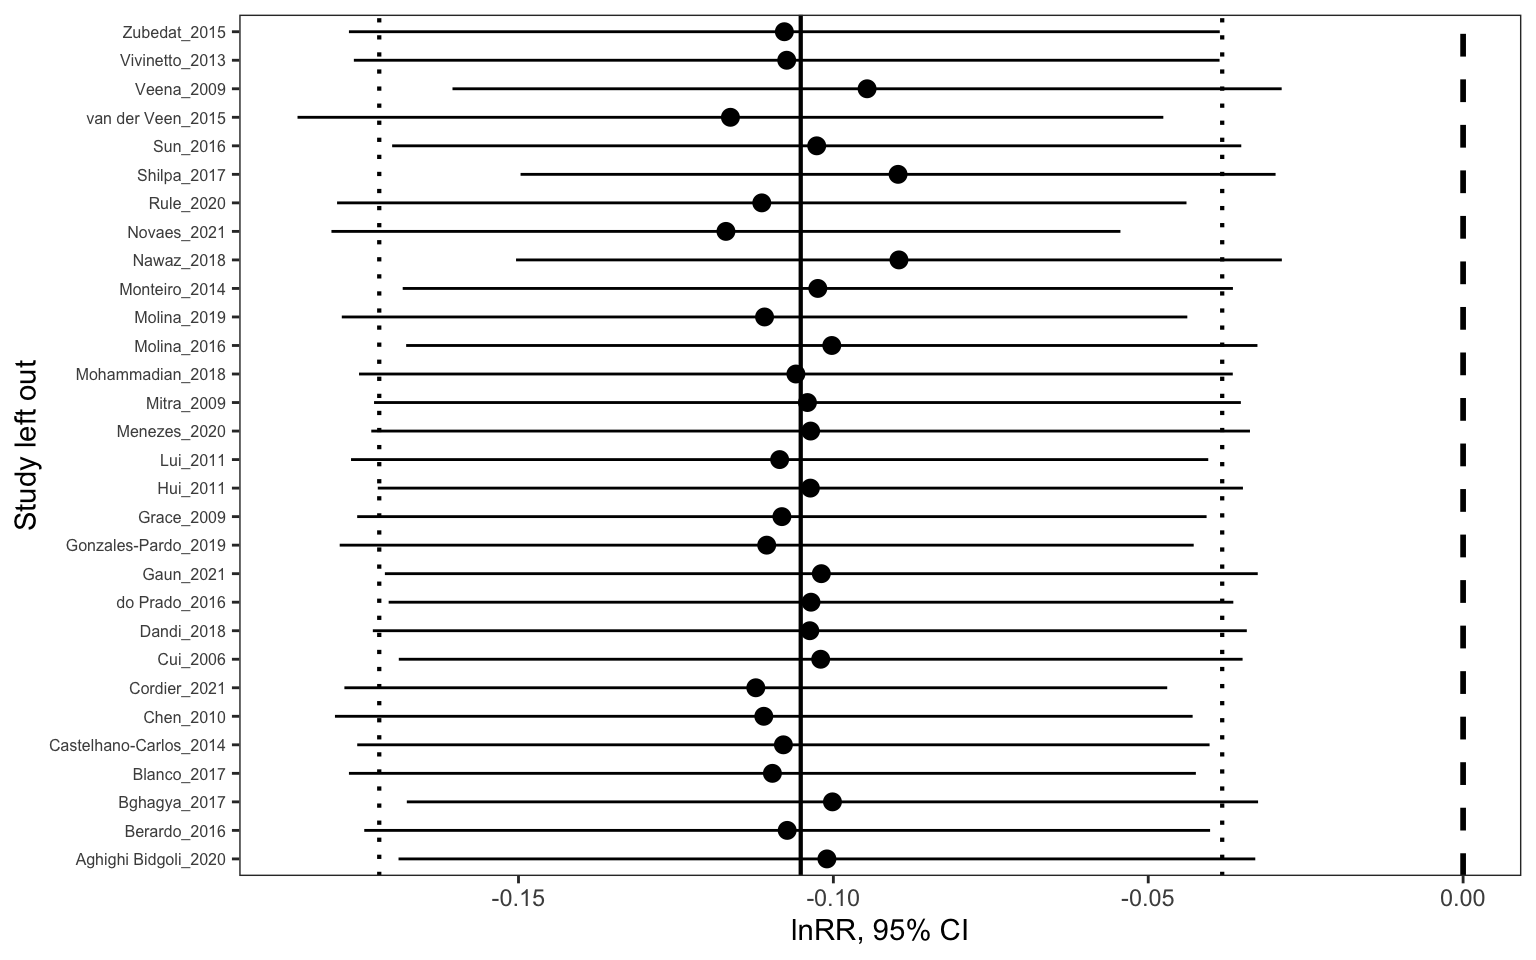 Study left out
Zubedat_2015
Vivinetto_2013
Veena_2009
van der Veen_2015
Sun_2016
Shilpa_2017
Rule_2020
Novaes_2021
Nawaz_2018
Monteiro_2014
Molina_2019
Molina_2016
Mohammadian_2018
Mitra_2009
Menezes_2020
Lui_2011
Hui_2011
Grace_2009
Gonzales-Pardo_2019
Gaun_2021
do Prado_2016
Dandi_2018
Cui_2006
Cordier_2021
Chen_2010
Castelhano-Carlos_2014
Blanco_2017
Bghagya_2017
Berardo_2016
Aghighi Bidgoli_2020
-0.15 -0.10 -0.05 0.00
lnRR, 95% CI